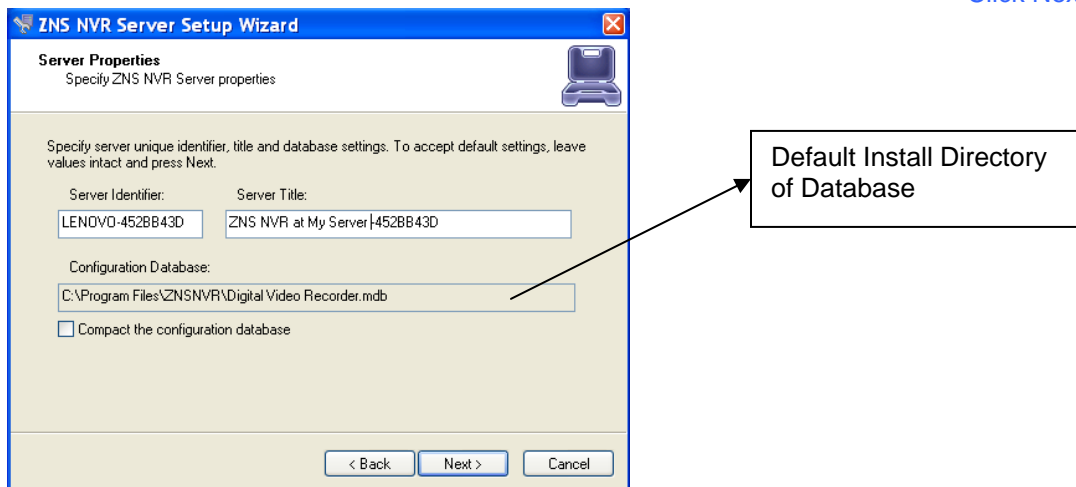 Click Nex
ZNS NVR Server Setup Wizard
Server Properties
Specify ZNS NVR Server properties
Specify server unique identifier, title and database settings. To accept default settings, leave
values intact and press Next.
Server Identifier: Server Title:
LENOVO-452BB43D ZNS NVR at My Server-452BB43D
Configuration Database:
C:\Program Files\ZNSNVR\Digital Video Recorder.mdb
Compact the configuration database
< Back Next > Cancel
Default Install Directory
of Database